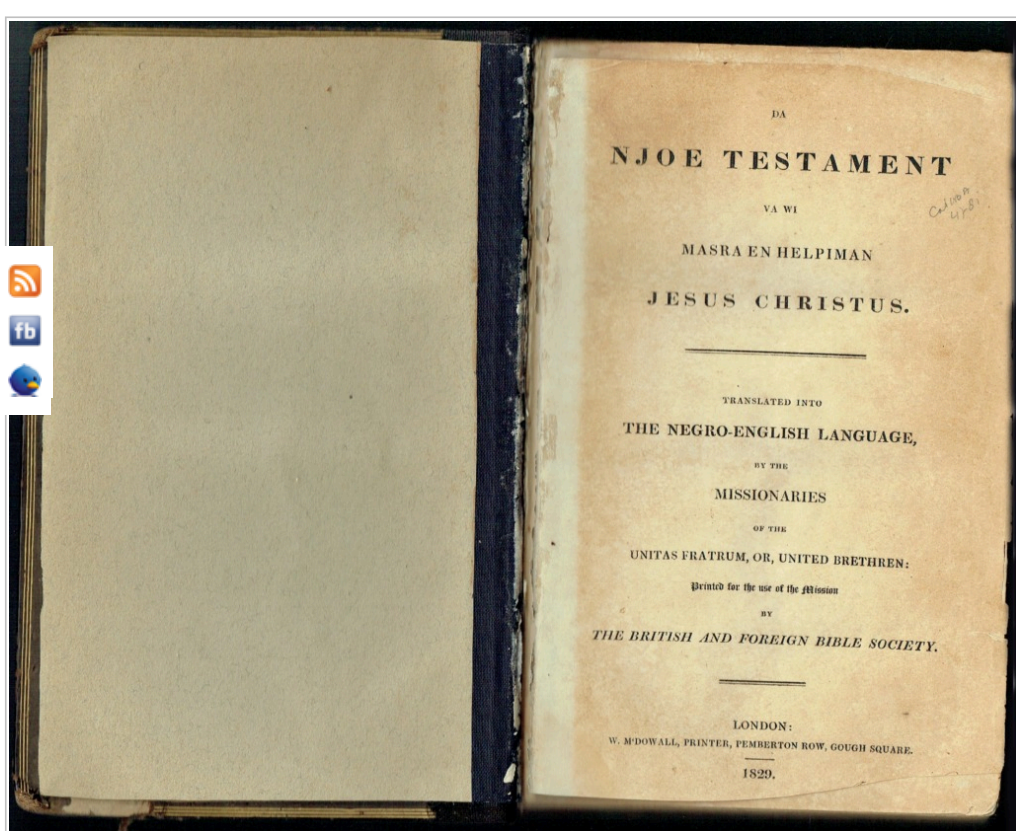 DA
NJOE TESTAMENT
VA WI
MASRA EN HELPIMAN
JESUS CHRISTUS.
TRANSLATED INTO
THE NEGRO-ENGLISH LANGUAGE,
BY THE
MISSIONARIES
OF THE
UNITAS FRATRUM, OR, UNITED BRETHREN:
Printed for the use of the Mission
BY
THE BRITISH AND FOREIGN BIBLE SOCIETY.
LONDON:
W. M'DOWALL, PRINTER, PEMBERTON ROW, GOUGH SQUARE.
1829.
fb